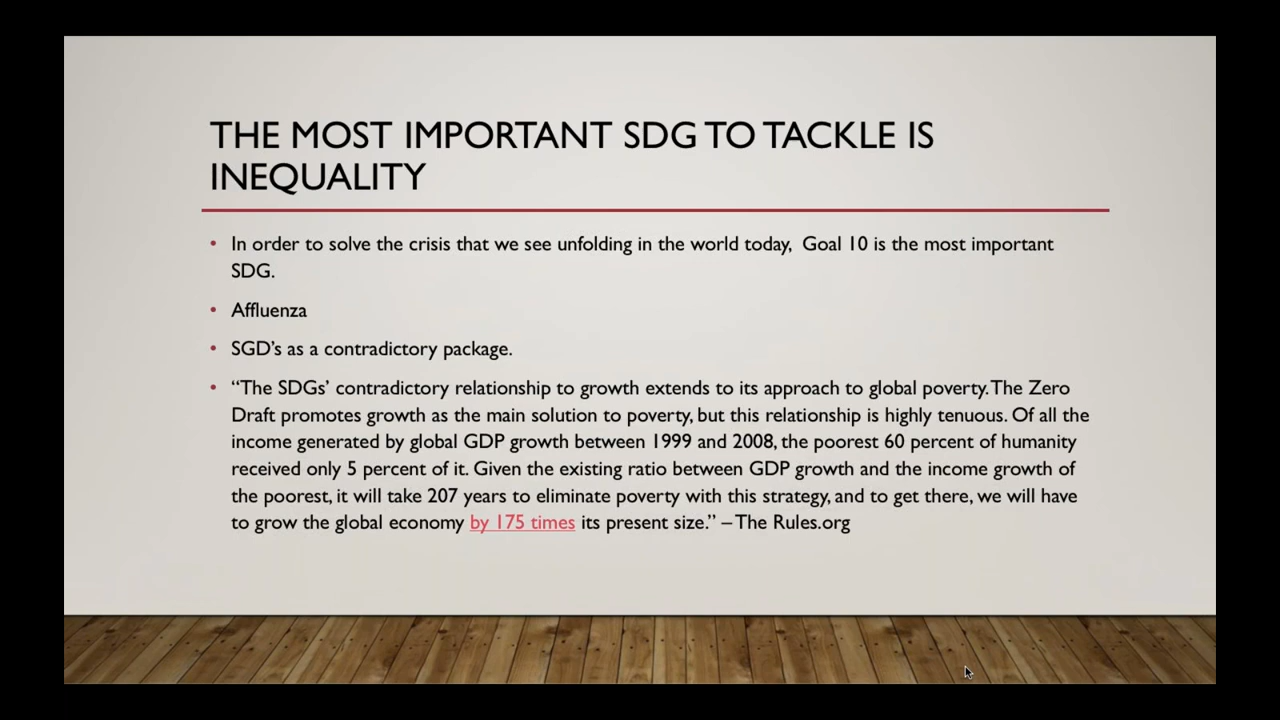 THE MOST IMPORTANT SDG TO TACKLE IS
INEQUALITY
• In order to solve the crisis that we see unfolding in the world today,  Goal 10 is the most important
SDG.
• Affluenza
• SGD's as a contradictory package.
• “The SDGs’ contradictory relationship to growth extends to its approach to global poverty. The Zero
Draft promotes growth as the main solution to poverty, but this relationship is highly tenuous. Of all the
income generated by global GDP growth between 1999 and 2008, the poorest 60 percent of humanity
received only 5 percent of it. Given the existing ratio between GDP growth and the income growth of
the poorest, it will take 207 years to eliminate poverty with this strategy, and to get there, we will have
to grow the global economy by 175 times its present size.” – The Rules.org